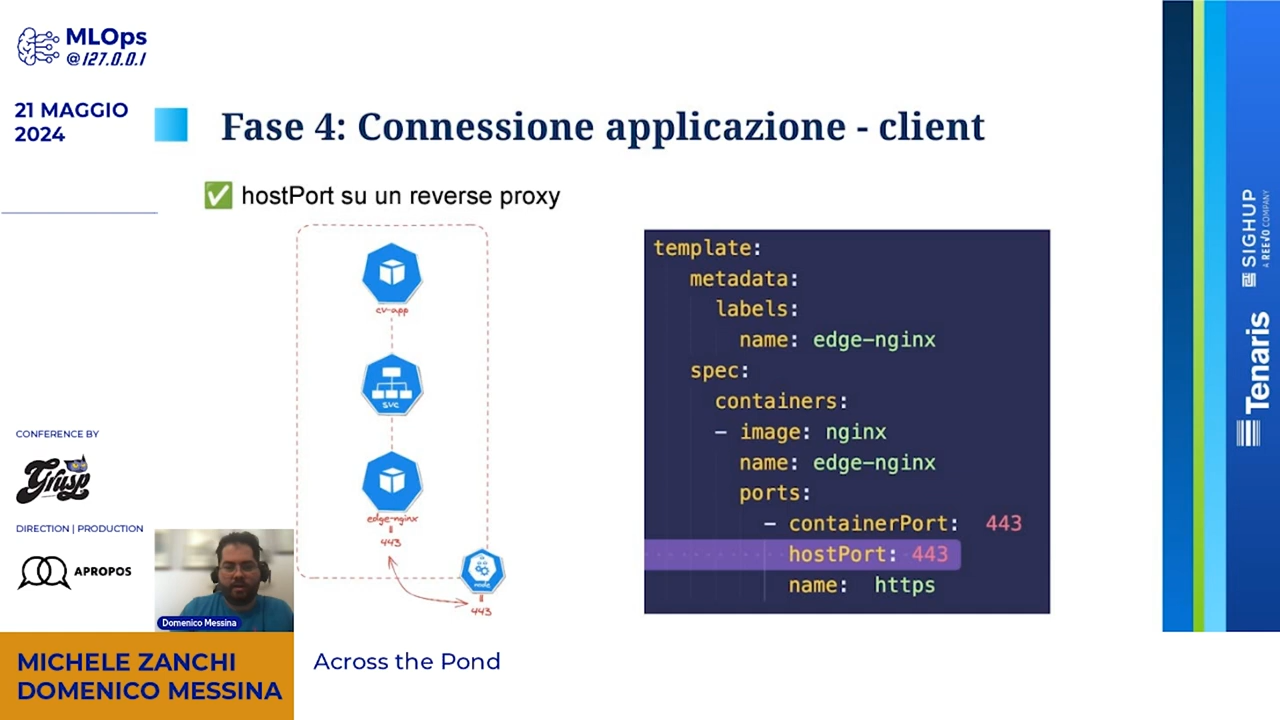 MLOps
@127.0.0.1
21 MAGGIO
2024
Fase 4: Connessione applicazione - client
✅ hostPort su un reverse proxy
cv-app
svc
edge-nginx
443
node
443
template:
metadata:
labels:
name: edge-nginx
spec:
containers:
- image: nginx
name: edge-nginx
ports:
- containerPort: 443
hostPort: 443
name: https
CONFERENCE BY
Grusp
DIRECTION | PRODUCTION
APROPOS
Domenico Messina
MICHELE ZANCHI
DOMENICO MESSINA
Across the Pond
SIGHUP
A REEVO COMPANY
Tenaris